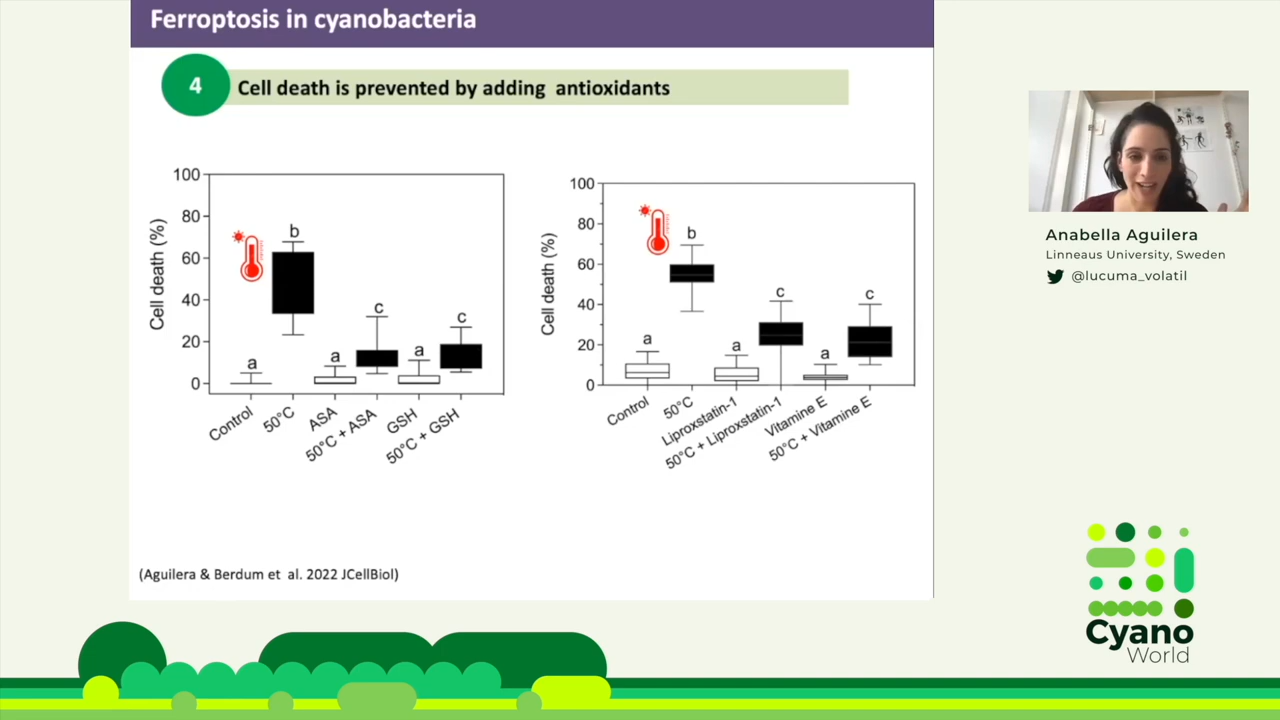 Ferroptosis in cyanobacteria
4
Cell death is prevented by adding antioxidants
100
80
60
40
20
0
Cell death (%)
a
b
a
c
a
c
Control
50°C
ASA
50°C + ASA
GSH
50°C + GSH
100
80
60
40
20
0
Cell death (%)
a
b
a
c
a
c
Control
50°C
Liproxstatin-1
50°C + Liproxstatin-1
Vitamine E
50°C + Vitamine E
(Aguilera & Berdum et al. 2022 JCellBiol)
Anabella Aguilera
Linneaus University, Sweden
@lucuma_volatil
Cyano
World